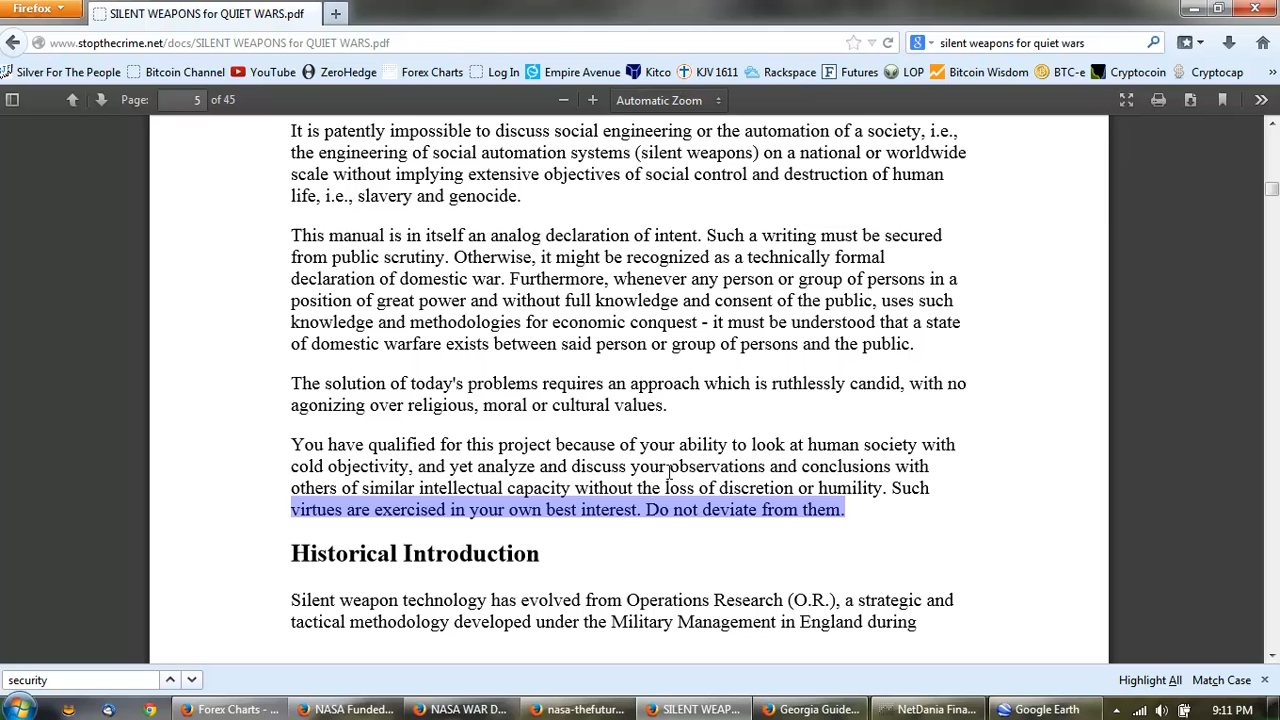 Firefox
SILENT WEAPONS for QUIET WARS.pdf
www.stopthecrime.net/docs/SILENT WEAPONS for QUIET WARS.pdf
silent weapons for quiet wars
Silver For The People Bitcoin Channel YouTube ZeroHedge Forex Charts Log In Empire Avenue Kitco KJV 1611 Rackspace Futures LOP Bitcoin Wisdom BTC-e Cryptocoin Cryptocap
Page: 5 of 45 Automatic Zoom
It is patently impossible to discuss social engineering or the automation of a society, i.e.,
the engineering of social automation systems (silent weapons) on a national or worldwide
scale without implying extensive objectives of social control and destruction of human
life, i.e., slavery and genocide.
This manual is in itself an analog declaration of intent. Such a writing must be secured
from public scrutiny. Otherwise, it might be recognized as a technically formal
declaration of domestic war. Furthermore, whenever any person or group of persons in a
position of great power and without full knowledge and consent of the public, uses such
knowledge and methodologies for economic conquest - it must be understood that a state
of domestic warfare exists between said person or group of persons and the public.
The solution of today's problems requires an approach which is ruthlessly candid, with no
agonizing over religious, moral or cultural values.
You have qualified for this project because of your ability to look at human society with
cold objectivity, and yet analyze and discuss your observations and conclusions with
others of similar intellectual capacity without the loss of discretion or humility. Such
virtues are exercised in your own best interest. Do not deviate from them.
Historical Introduction
Silent weapon technology has evolved from Operations Research (O.R.), a strategic and
tactical methodology developed under the Military Management in England during
security Highlight All Match Case
Forex Charts - ... NASA Funded... NASA WAR D... nasa-thefutur... SILENT WEAP... Georgia Guide... NetDania Fina... Google Earth 9:11 PM